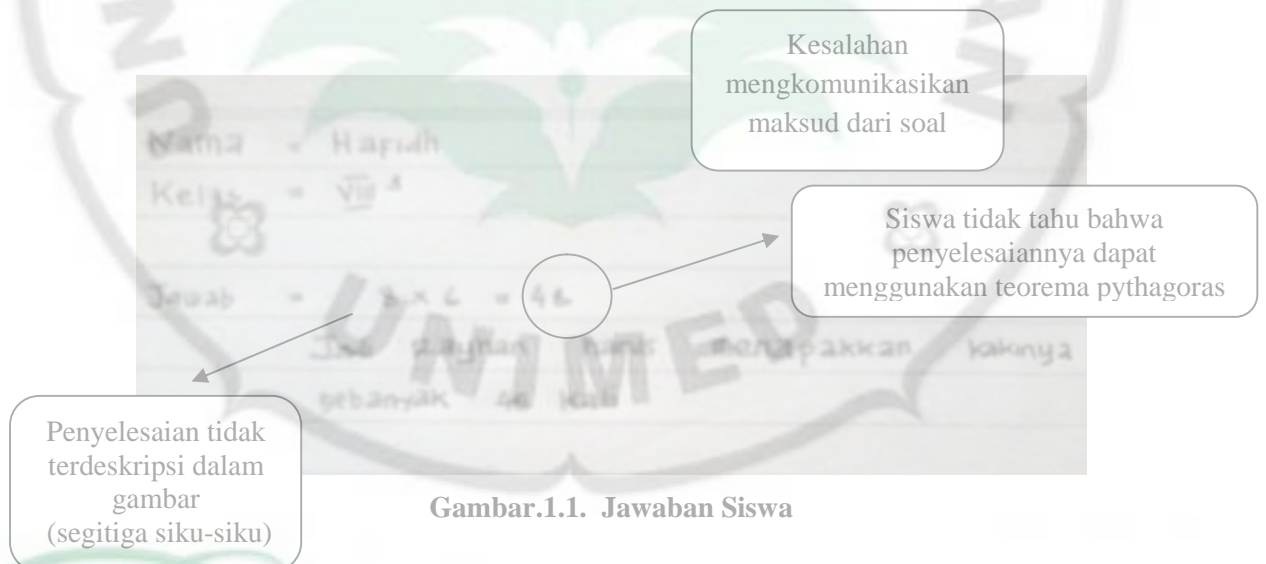 Kesalahan
mengkomunikasikan
maksud dari soal
Nama = Hafidh
Kelas = VIII
Siswa tidak tahu bahwa
penyelesaiannya dapat
menggunakan teorema pythagoras
Jawab = 8 x 6 = 48
harus menapakkan kakinya
sebanyak 48 kali
UNIMED
Penyelesaian tidak
terdeskripsi dalam
gambar
(segitiga siku-siku)
Gambar.1.1. Jawaban Siswa